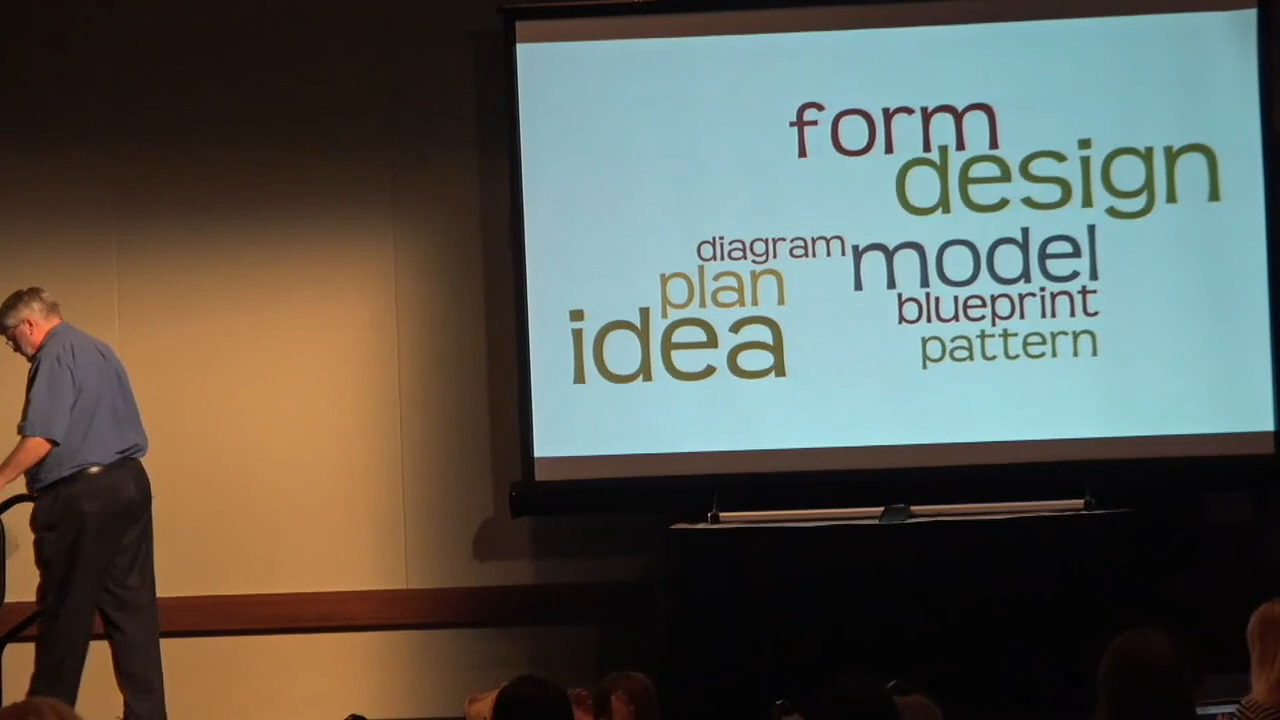 form
design
diagram model
plan
blueprint
idea
pattern